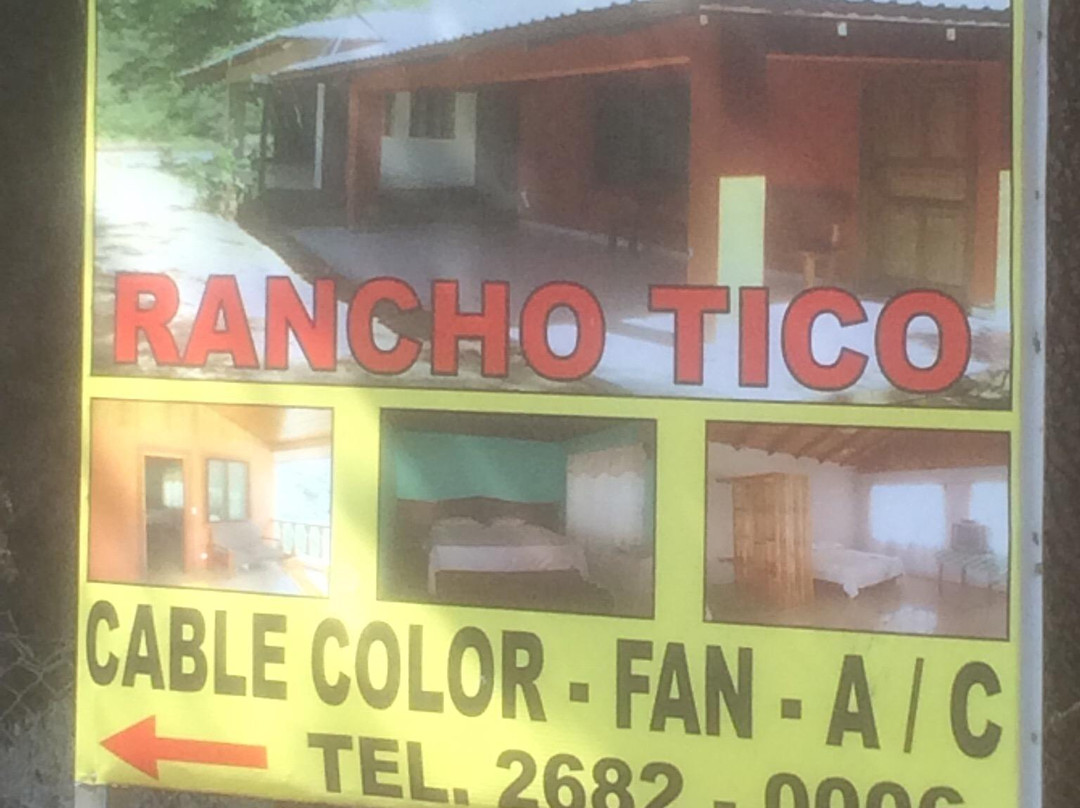 RANCHO TICO
CABLE COLOR - FAN - A / C
TEL. 2682 -